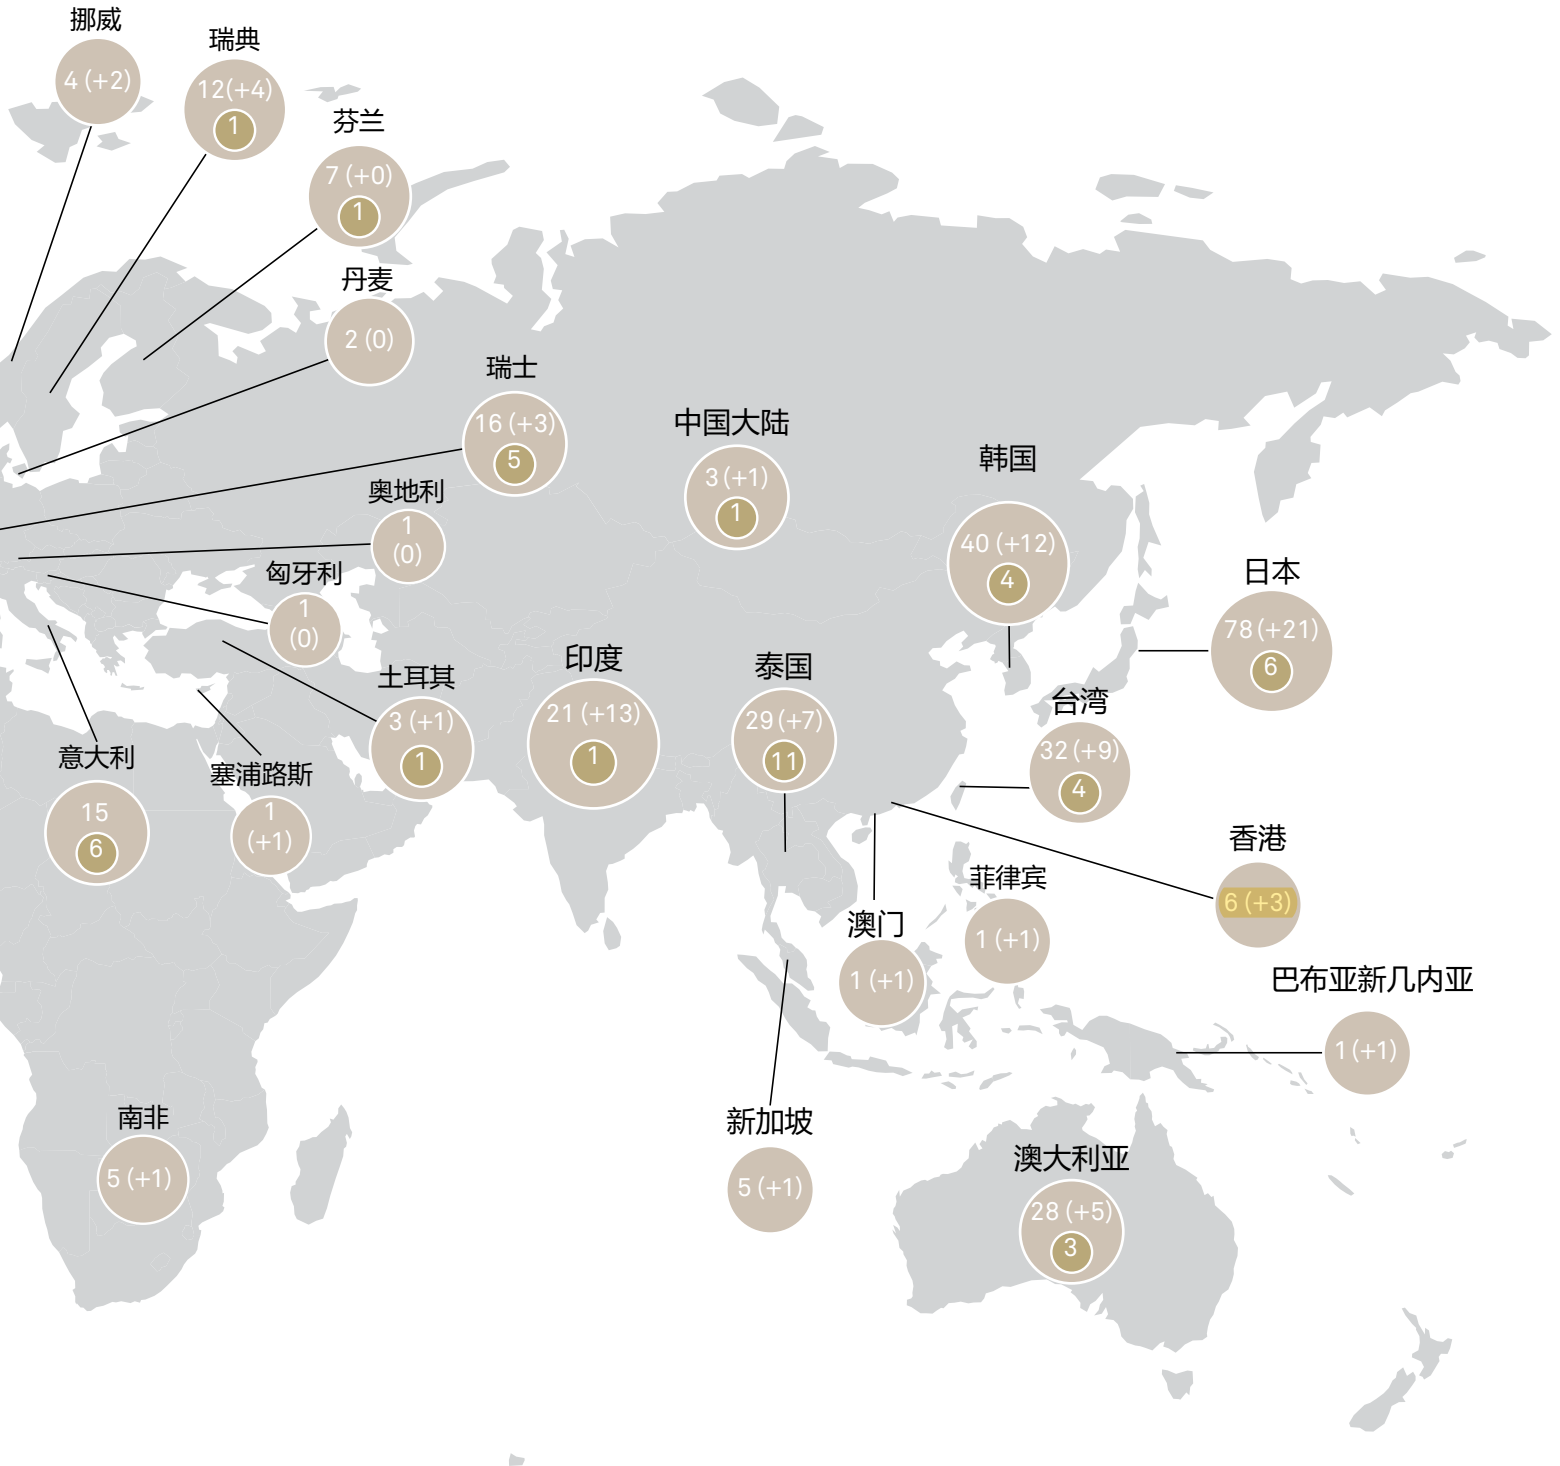 挪威
4 (+2)
瑞典
12(+4)
1
芬兰
7 (+0)
1
丹麦
2 (0)
瑞士
16 (+3)
5
中国大陆
3 (+1)
1
韩国
40 (+12)
4
奥地利
1
(0)
匈牙利
1
(0)
日本
78 (+21)
6
土耳其
3 (+1)
1
印度
21 (+13)
1
泰国
29 (+7)
11
台湾
32 (+9)
4
意大利
15
6
塞浦路斯
1
(+1)
香港
6 (+3)
菲律宾
1 (+1)
澳门
1 (+1)
巴布亚新几内亚
1 (+1)
南非
5 (+1)
新加坡
5 (+1)
澳大利亚
28 (+5)
3